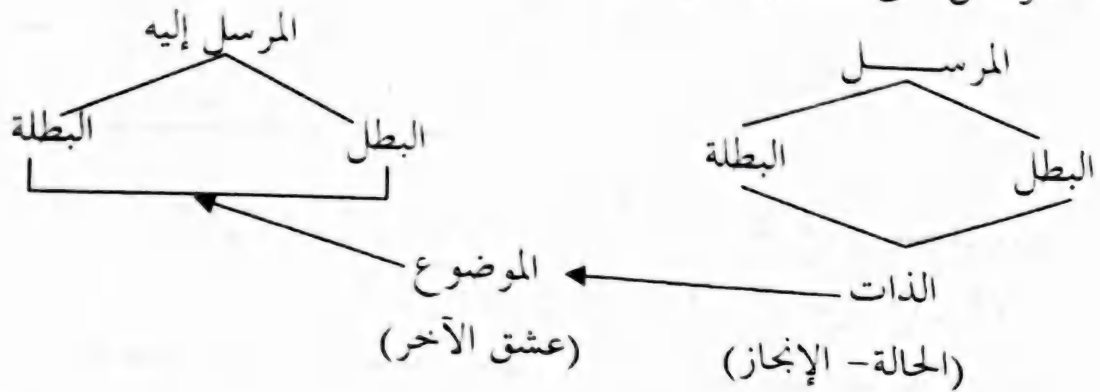 المرسل
المرسل إليه
البطل
البطلة
البطل
البطلة
الذات
الموضوع
(الحالة- الإنجاز)
(عشق الآخر)